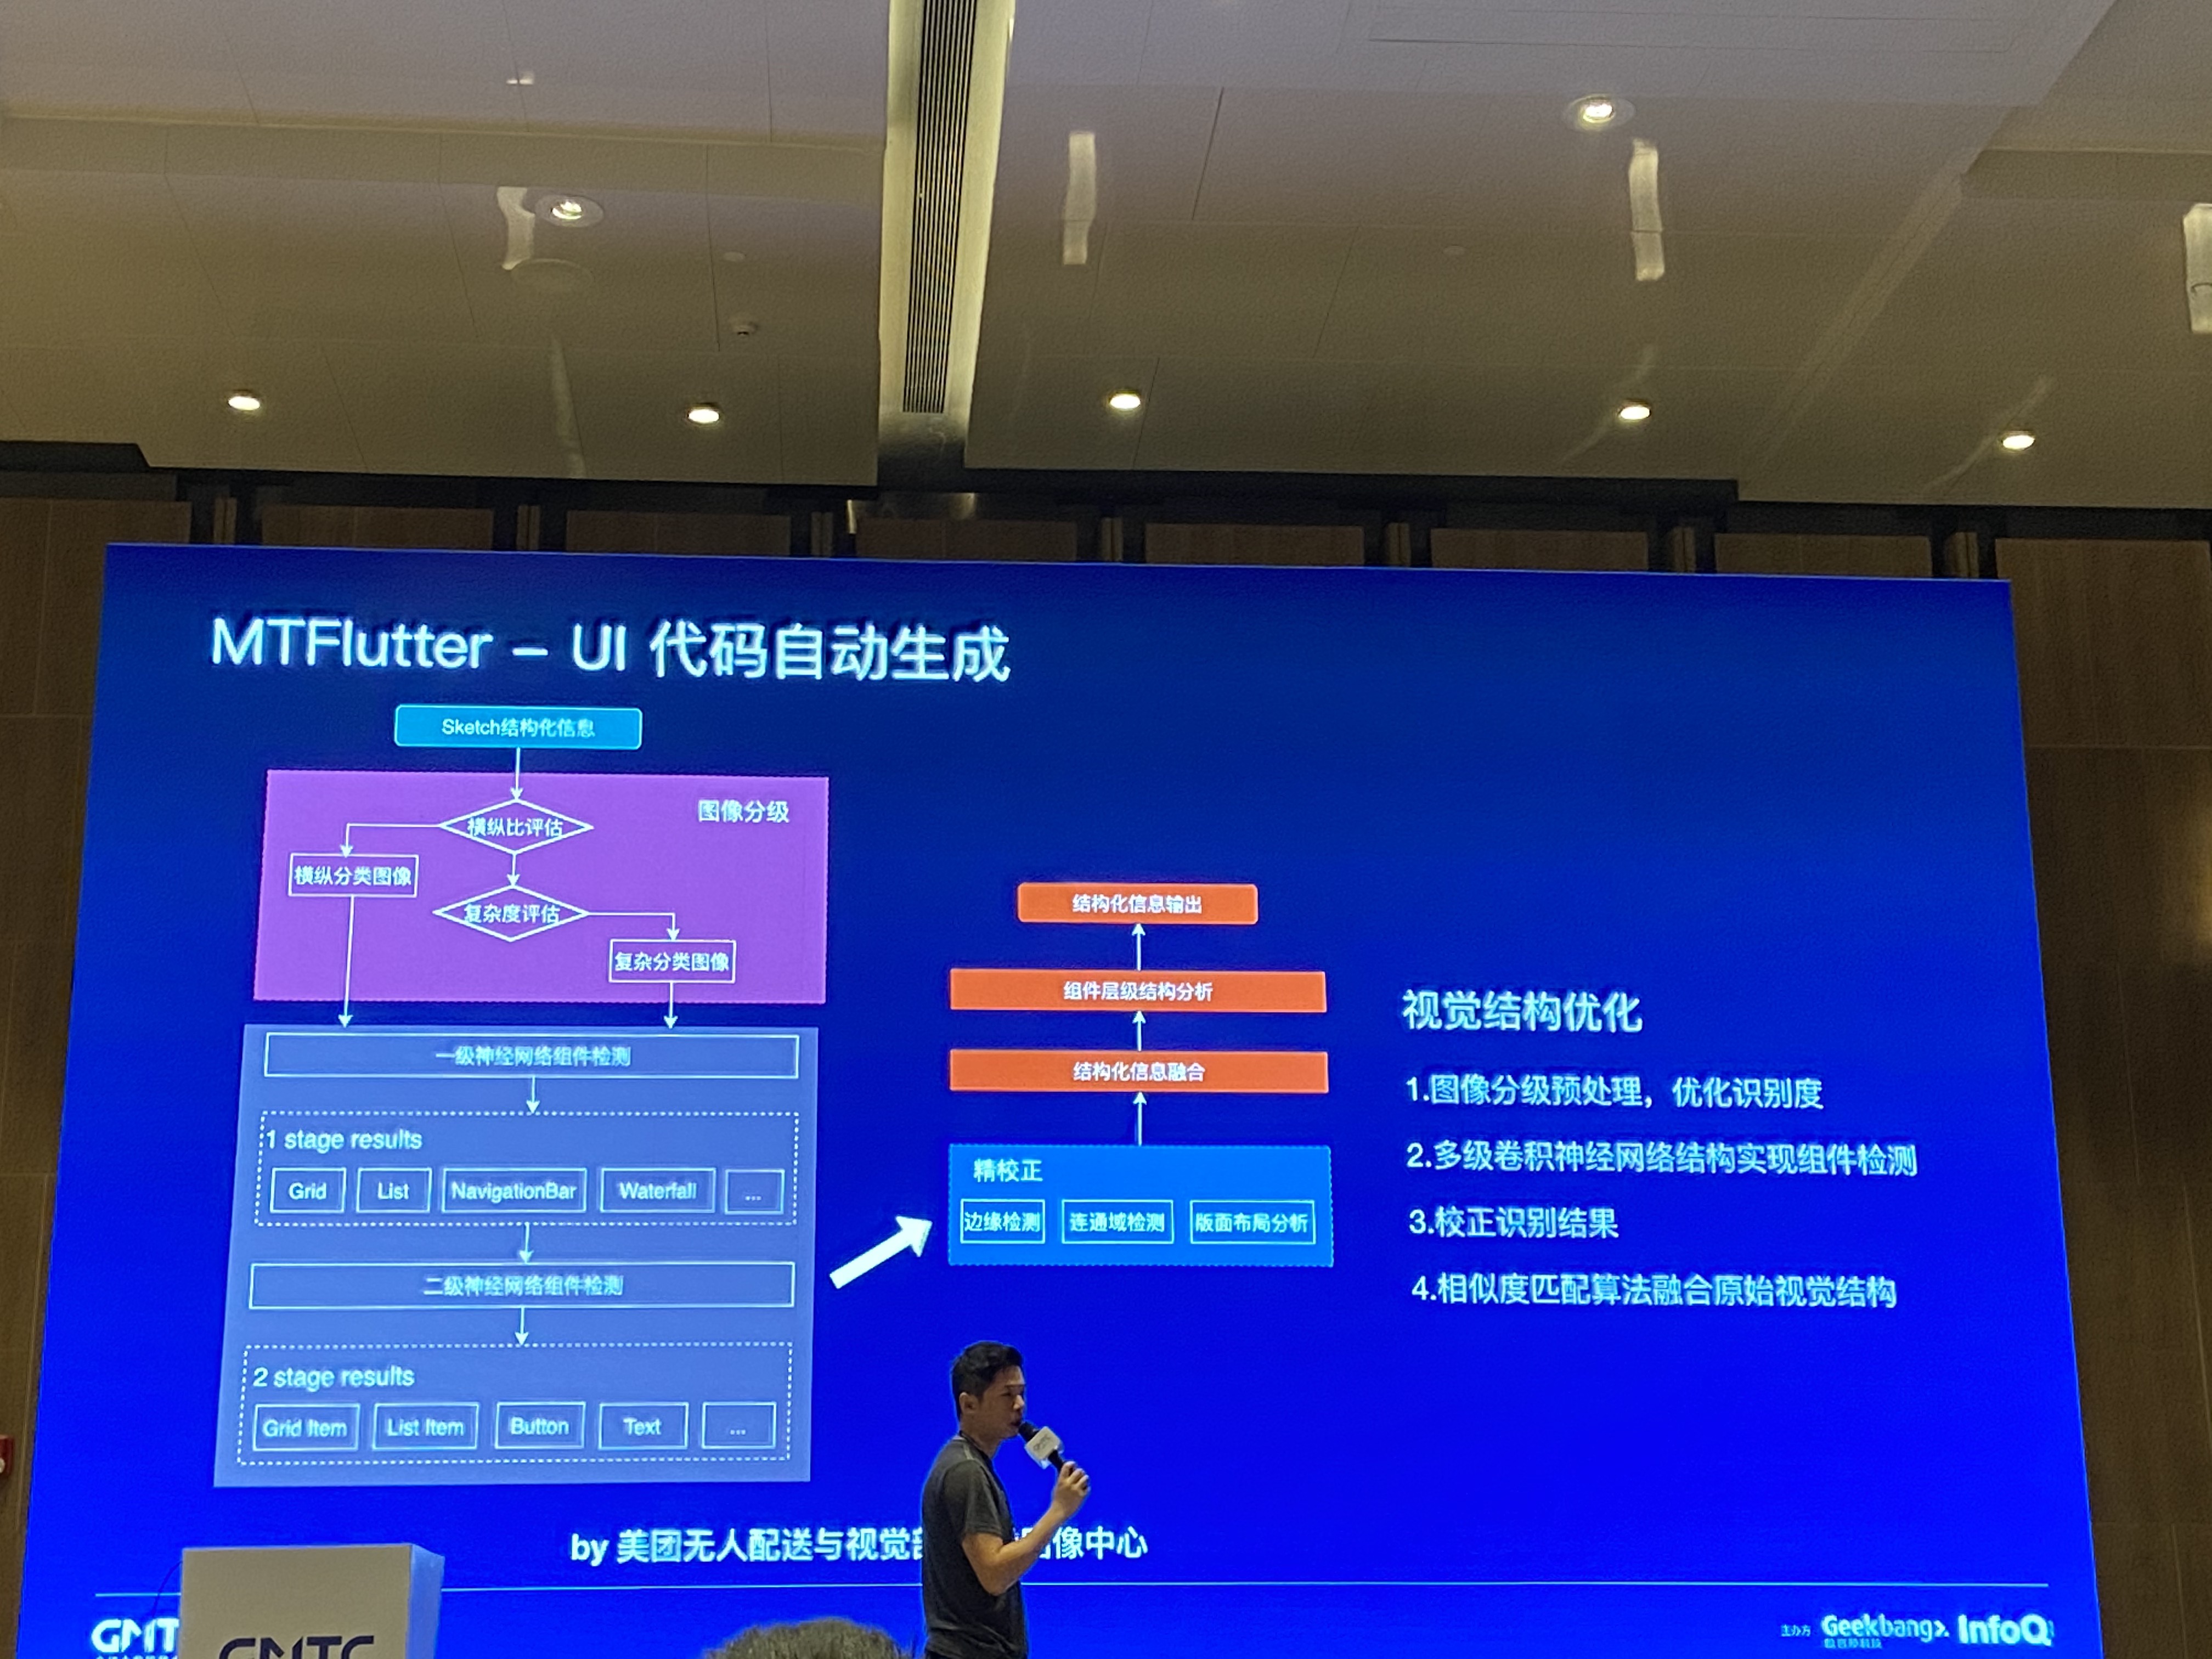 MTFlutter – UI 代码自动生成
Sketch结构化信息
图像分级
横纵比评估
横纵分类图像
复杂度评估
复杂分类图像
一级神经网络组件检测
1 stage results
Grid List NavigationBar Waterfall ...
二级神经网络组件检测
2 stage results
Grid Item List Item Button Text ...
结构化信息输出
组件层级结构分析
结构化信息融合
精校正
边缘检测 连通域检测 版面布局分析
视觉结构优化
1.图像分级预处理，优化识别度
2.多级卷积神经网络结构实现组件检测
3.校正识别结果
4.相似度匹配算法融合原始视觉结构
by 美团无人配送与视觉 图像中心
GMT
GMTC
主办方 Geekbang>. InfoQ
极客邦科技